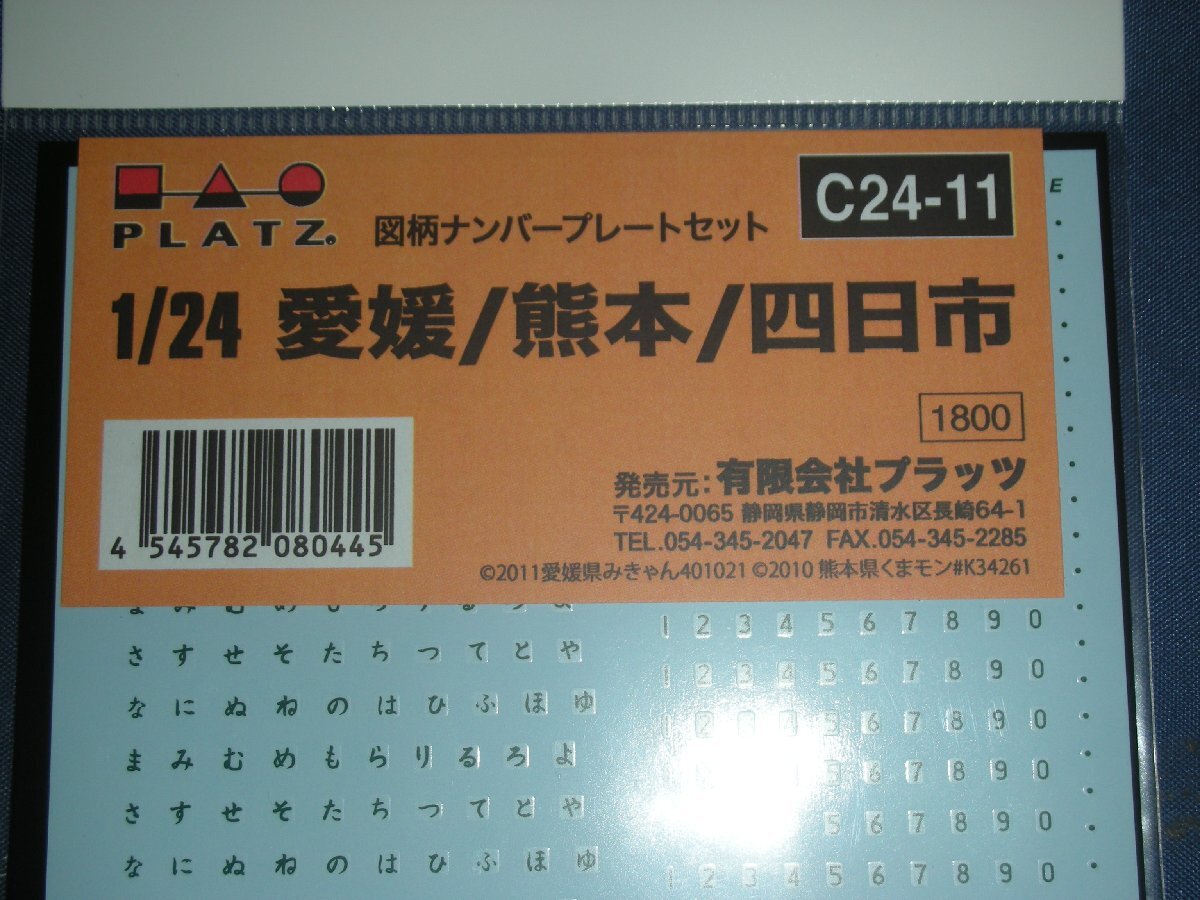 PLATZ.
図柄ナンバープレートセット
C24-11
E
1/24 愛媛/熊本/四日市
1800
4 545782 080445
発売元:有限会社プラッツ
〒424-0065 静岡県静岡市清水区長崎64-1
TEL.054-345-2047 FAX.054-345-2285
©2011愛媛県みきゃん401021 ©2010 熊本県くまモン#K34261
1 2 3 4 5 6 7 8 9 0
さ す せ そ た ち つ て と や
1 2 3 4 5 6 7 8 9 0
な に ぬ ね の は ひ ふ ほ ゆ
1 2 3 4 5 6 7 8 9 0
ま み む め も ら り る ろ よ
5 6 7 8 9 0
さ す せ そ た ち つ て と や
5 6 7 8 9 0
な に ぬ ね の は ひ ふ ほ ゆ
1 2 3 4 5 6 7 8 9 0